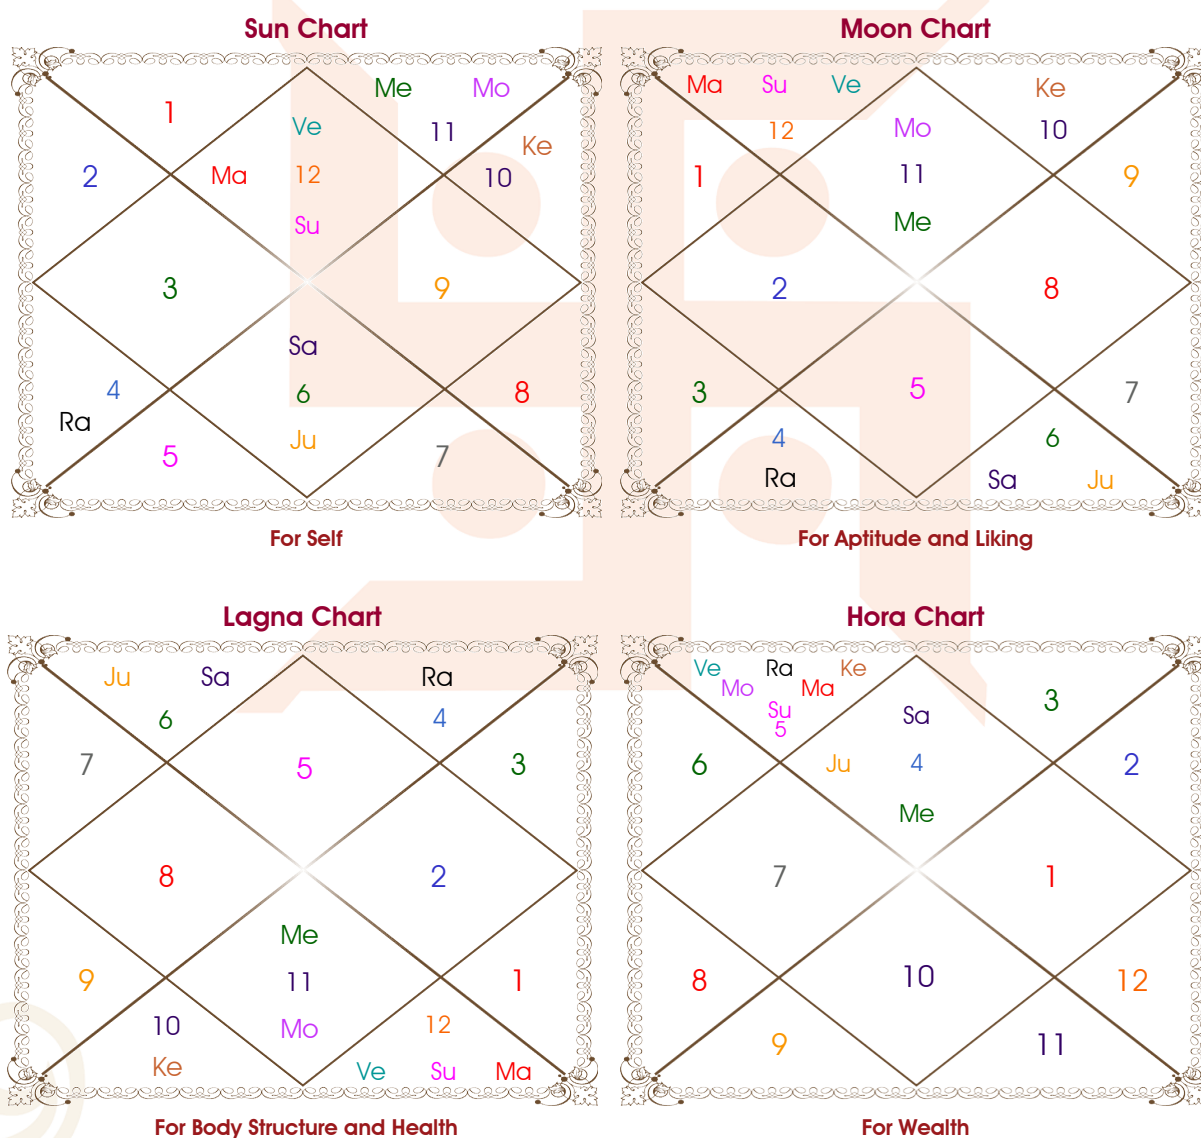 Sun Chart
Me Mo
1
Ve
11
Ke
2
Ma
12
10
Su
3
9
Sa
4
6
8
Ra
Ju
5
7
For Self
Moon Chart
Ma Su Ve
Ke
12
Mo
10
1
11
9
Me
2
8
3
5
7
4
6
Ra
Sa
Ju
For Aptitude and Liking
Lagna Chart
Ju Sa
Ra
6
4
7
5
3
8
2
Me
9
11
1
10
Mo
12
Ke
Ve Su Ma
For Body Structure and Health
Hora Chart
Ve Ra Ke
Mo Ma
3
Su
Sa
5
6
Ju
4
2
Me
7
1
8
10
12
9
11
For Wealth